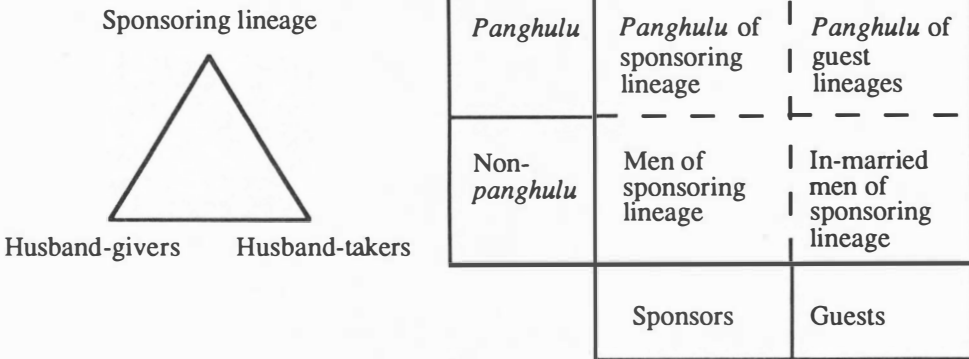 Sponsoring lineage
Husband-givers Husband-takers
Panghulu
Panghulu of
sponsoring
lineage
Panghulu of
guest
lineages
Non-
panghulu
Men of
sponsoring
lineage
In-married
men of
sponsoring
lineage
Sponsors
Guests